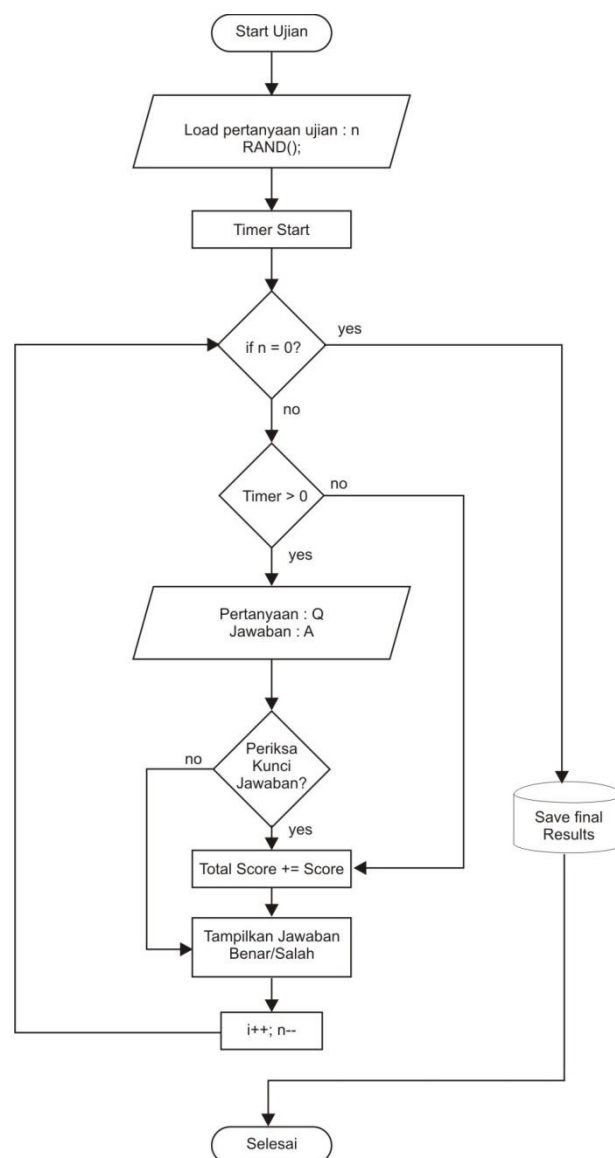 Start Ujian
Load pertanyaan ujian : n
RAND();
Timer Start
if n = 0?
yes
no
Timer > 0
no
yes
Pertanyaan : Q
Jawaban : A
Periksa
Kunci
Jawaban?
no
yes
Save final
Results
Total Score += Score
Tampilkan Jawaban
Benar/Salah
i++; n--
Selesai